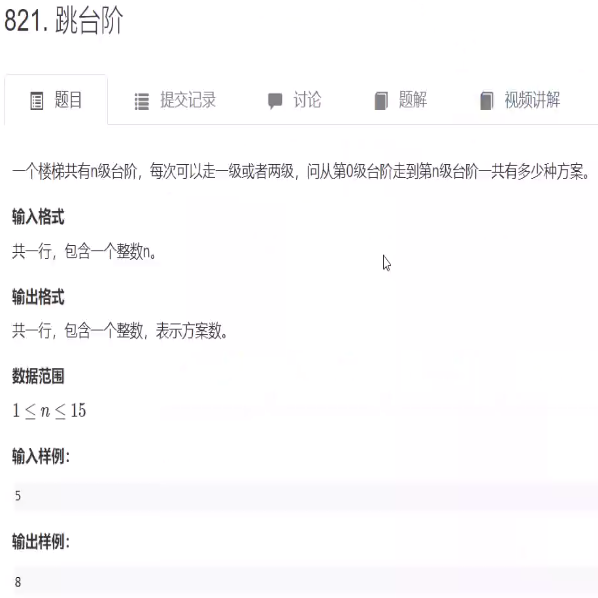 821. 跳台阶
题目 提交记录 讨论 题解 视频讲解
一个楼梯共有n级台阶，每次可以走一级或者两级，问从第0级台阶走到第n级台阶一共有多少种方案。
输入格式
共一行，包含一个整数n。
输出格式
共一行，包含一个整数，表示方案数。
数据范围
1 ≤ n ≤ 15
输入样例：
5
输出样例：
8